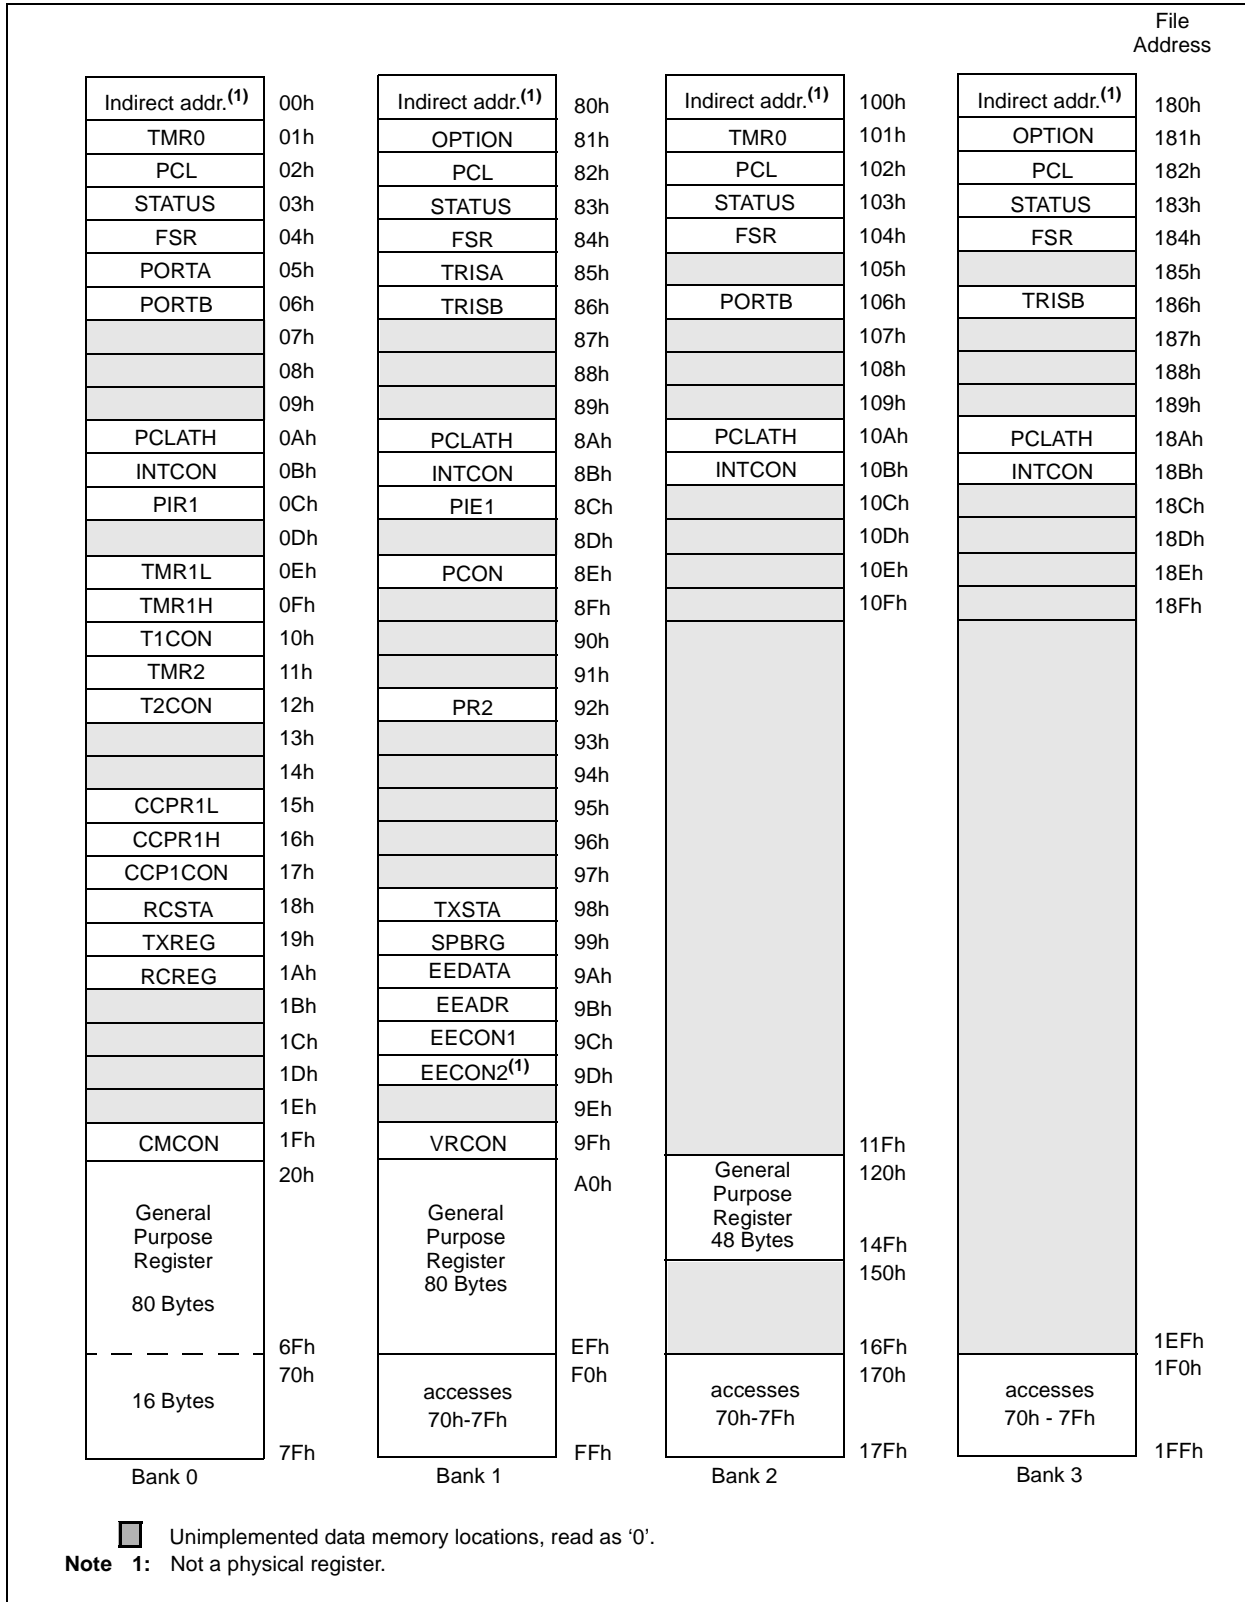 File
Address
Indirect addr.(1) 00h Indirect addr.(1) 80h Indirect addr.(1) 100h Indirect addr.(1) 180h
TMR0 01h OPTION 81h TMR0 101h OPTION 181h
PCL 02h PCL 82h PCL 102h PCL 182h
STATUS 03h STATUS 83h STATUS 103h STATUS 183h
FSR 04h FSR 84h FSR 104h FSR 184h
PORTA 05h TRISA 85h 105h 185h
PORTB 06h TRISB 86h PORTB 106h TRISB 186h
07h 87h 107h 187h
08h 88h 108h 188h
09h 89h 109h 189h
PCLATH 0Ah PCLATH 8Ah PCLATH 10Ah PCLATH 18Ah
INTCON 0Bh INTCON 8Bh INTCON 10Bh INTCON 18Bh
PIR1 0Ch PIE1 8Ch 10Ch 18Ch
0Dh 8Dh 10Dh 18Dh
TMR1L 0Eh PCON 8Eh 10Eh 18Eh
TMR1H 0Fh 8Fh 10Fh 18Fh
T1CON 10h 90h
TMR2 11h 91h
T2CON 12h PR2 92h
13h 93h
14h 94h
CCPR1L 15h 95h
CCPR1H 16h 96h
CCP1CON 17h 97h
RCSTA 18h TXSTA 98h
TXREG 19h SPBRG 99h
RCREG 1Ah EEDATA 9Ah
1Bh EEADR 9Bh
1Ch EECON1 9Ch
1Dh EECON2(1) 9Dh
1Eh 9Eh
CMCON 1Fh VRCON 9Fh 11Fh
20h A0h General 120h
Purpose
General General Register
Purpose Purpose 48 Bytes 14Fh
Register Register 150h
80 Bytes
80 Bytes
6Fh EFh 16Fh 1EFh
70h F0h 170h 1F0h
16 Bytes accesses accesses accesses
70h-7Fh 70h-7Fh 70h - 7Fh
7Fh FFh 17Fh 1FFh
Bank 0 Bank 1 Bank 2 Bank 3
Unimplemented data memory locations, read as ‘0’.
Note 1: Not a physical register.